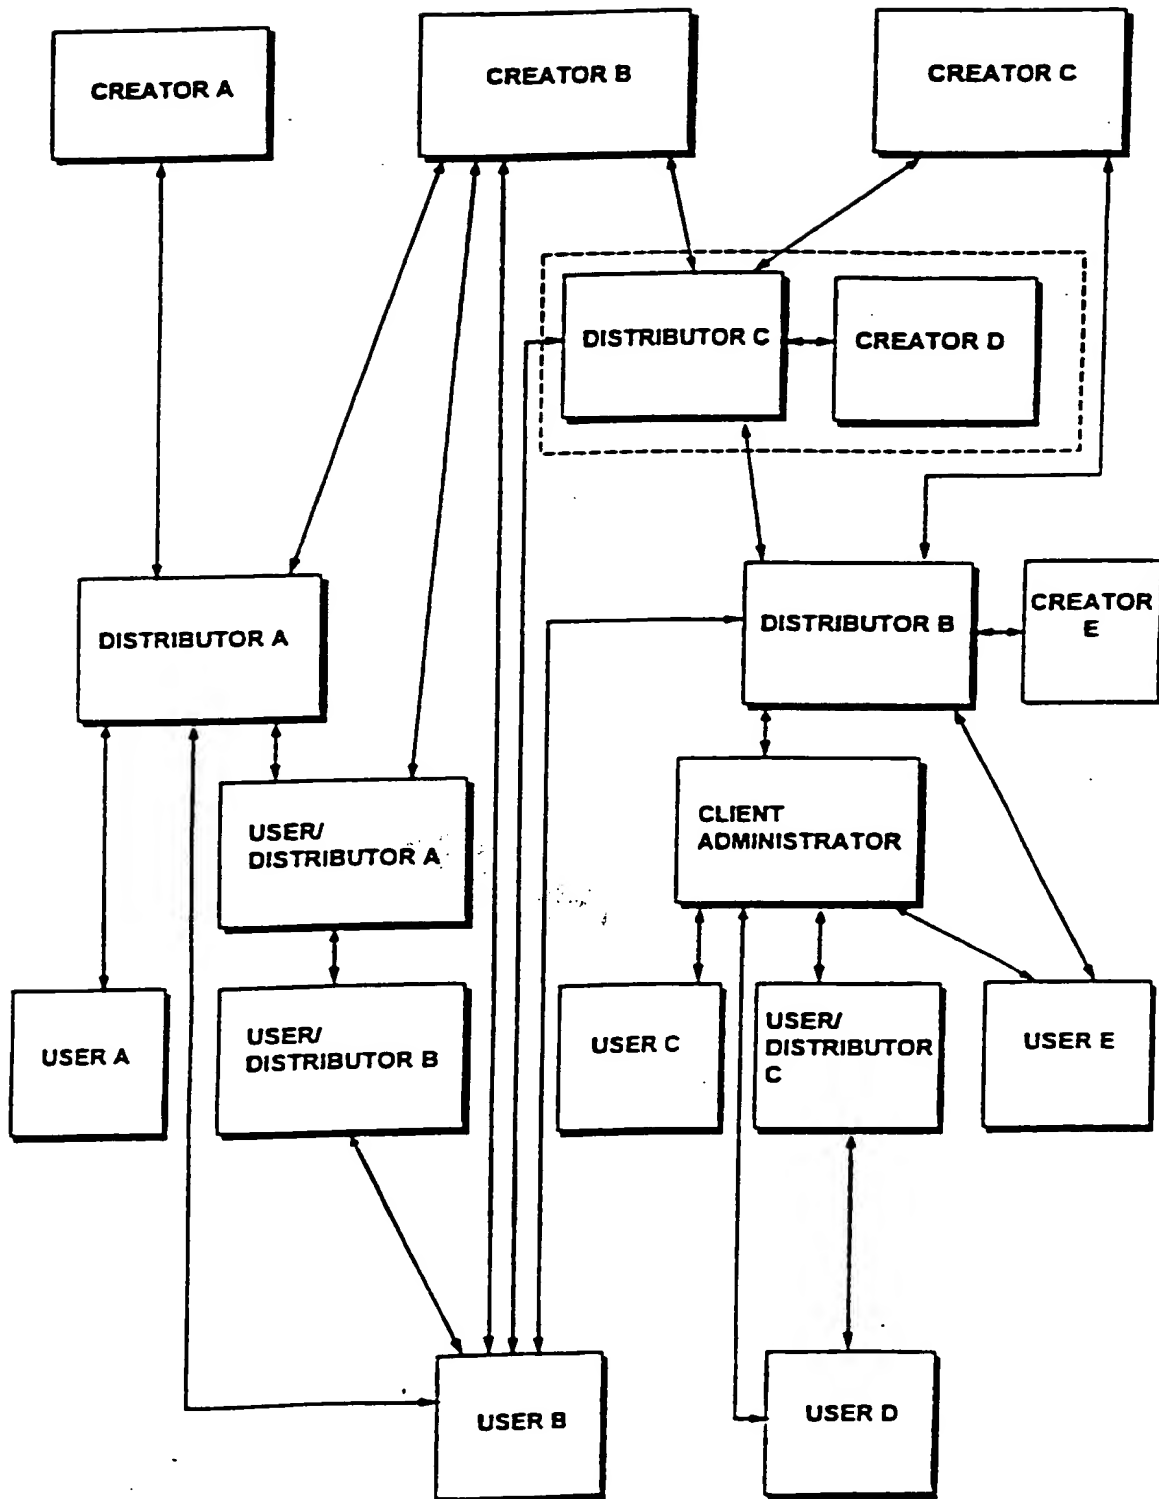 CREATOR A
CREATOR B
CREATOR C
DISTRIBUTOR C
CREATOR D
DISTRIBUTOR A
DISTRIBUTOR B
CREATOR
E
USER/
DISTRIBUTOR A
CLIENT
ADMINISTRATOR
USER A
USER/
DISTRIBUTOR B
USER C
USER/
DISTRIBUTOR
C
USER E
USER B
USER D